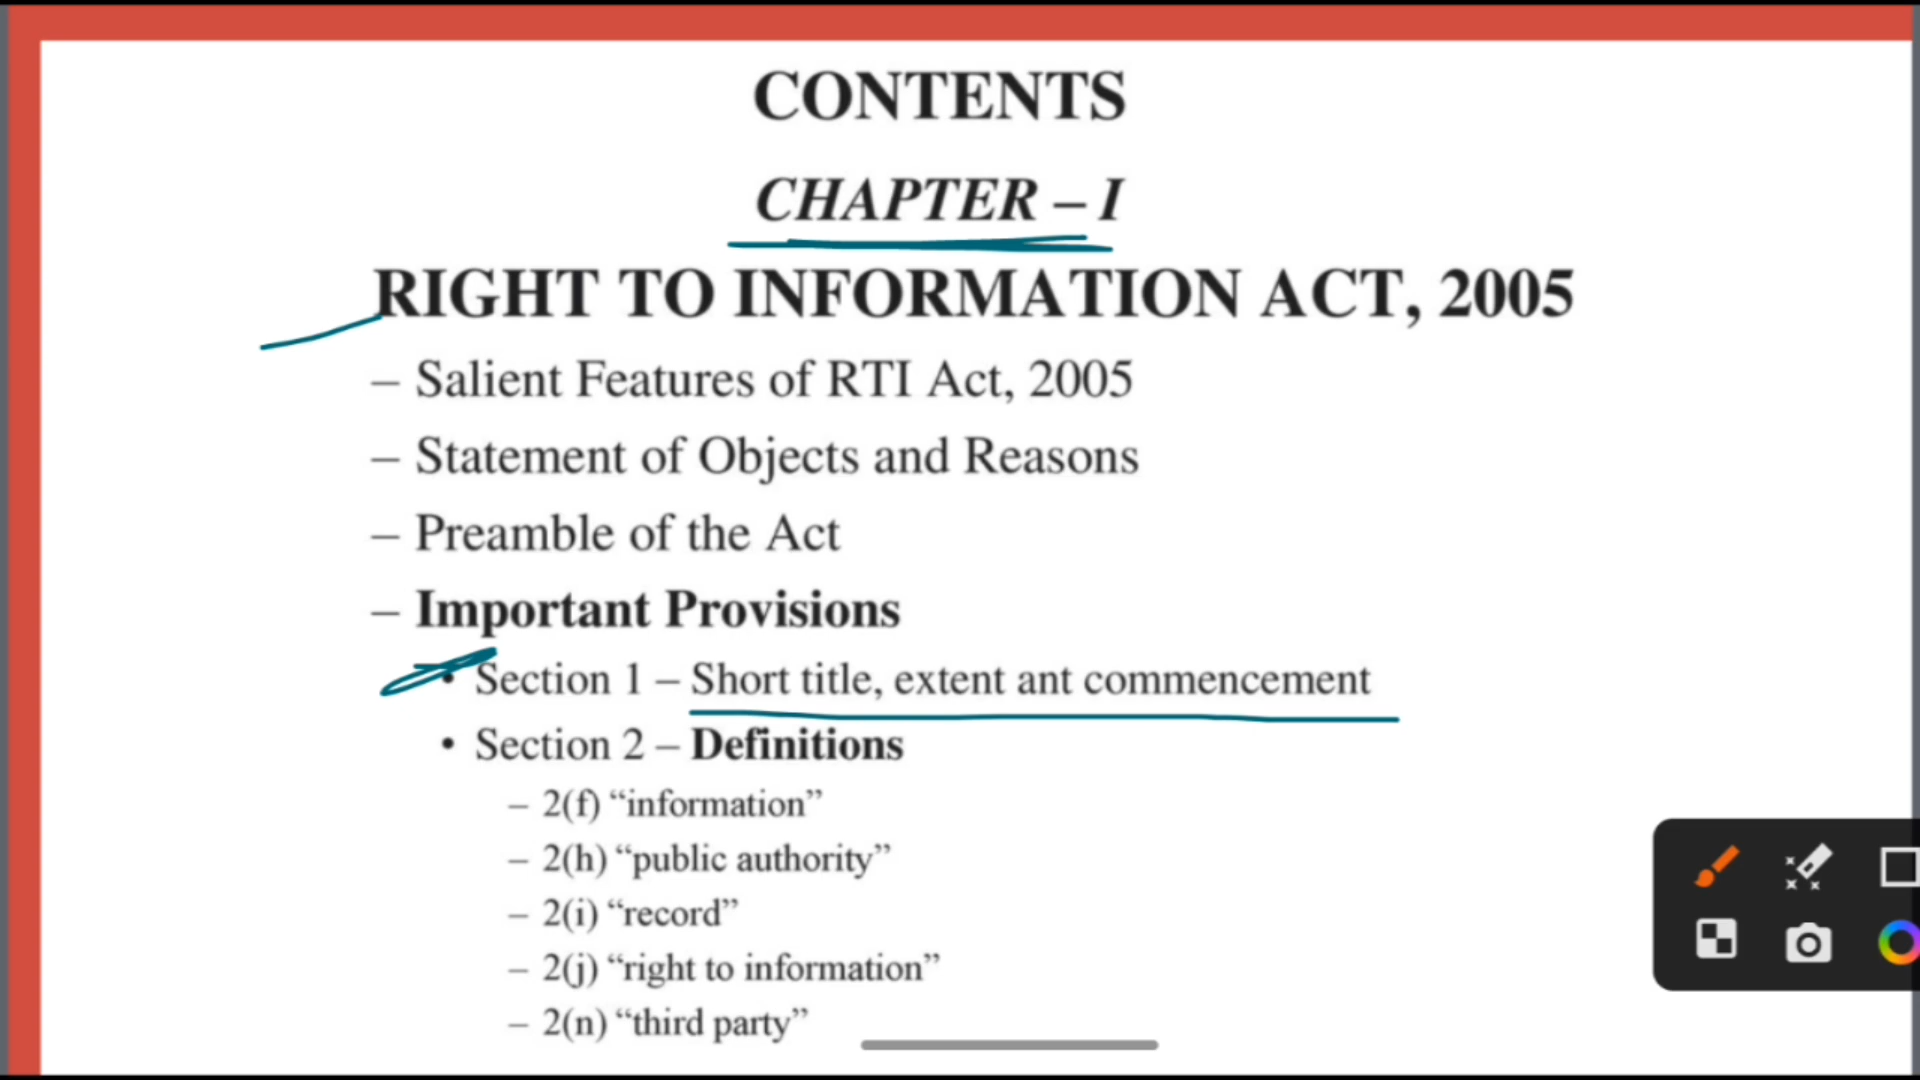 CONTENTS
CHAPTER – I
RIGHT TO INFORMATION ACT, 2005
– Salient Features of RTI Act, 2005
– Statement of Objects and Reasons
– Preamble of the Act
– Important Provisions
• Section 1 – Short title, extent ant commencement
• Section 2 – Definitions
– 2(f) “information”
– 2(h) “public authority”
– 2(i) “record”
– 2(j) “right to information”
– 2(n) “third party”